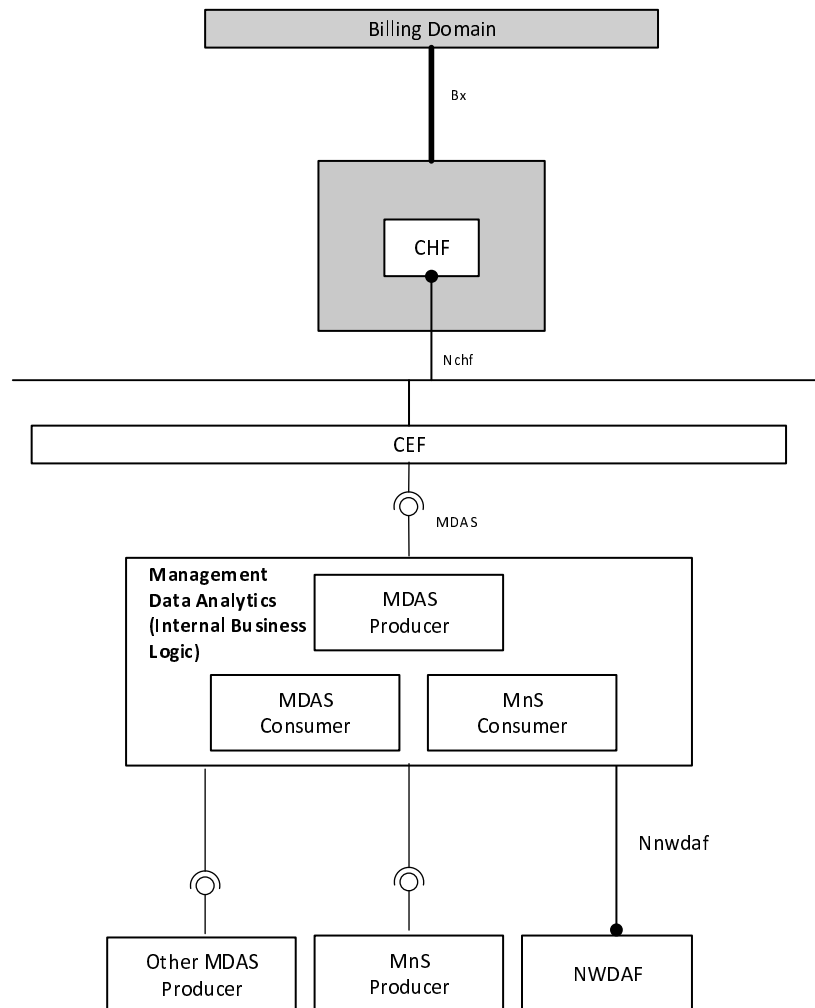 Billing Domain
Bx
CHF
Nchf
CEF
MDAS
Management
Data Analytics
(Internal Business
Logic)
MDAS
Producer
MDAS
Consumer
MnS
Consumer
Nnwdaf
Other MDAS
Producer
MnS
Producer
NWDAF